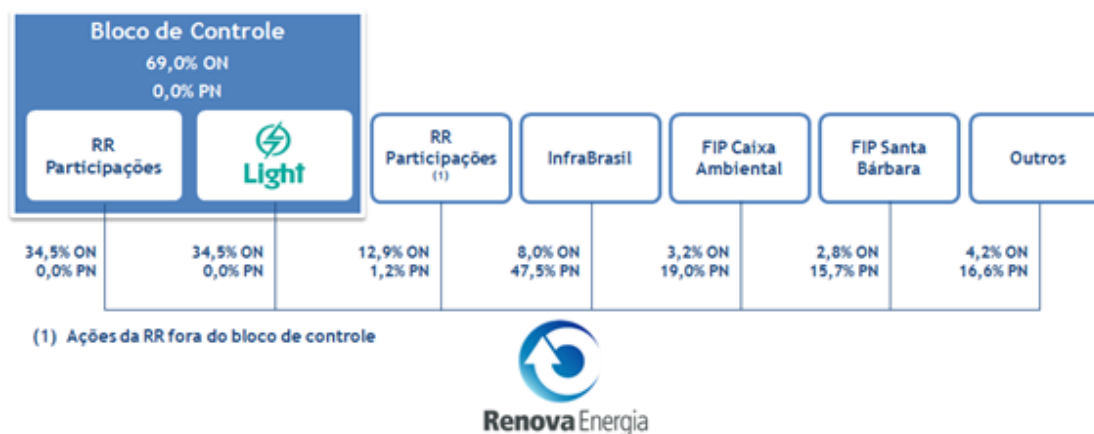 Bloco de Controle
69,0% ON
0,0% PN
RR
Participações
Light
RR
Participações
(1)
InfraBrasil
FIP Caixa
Ambiental
FIP Santa
Bárbara
Outros
34,5% ON
0,0% PN
34,5% ON
0,0% PN
12,9% ON
1,2% PN
8,0% ON
47,5% PN
3,2% ON
19,0% PN
2,8% ON
15,7% PN
4,2% ON
16,6% PN
(1) Ações da RR fora do bloco de controle
Renova Energia